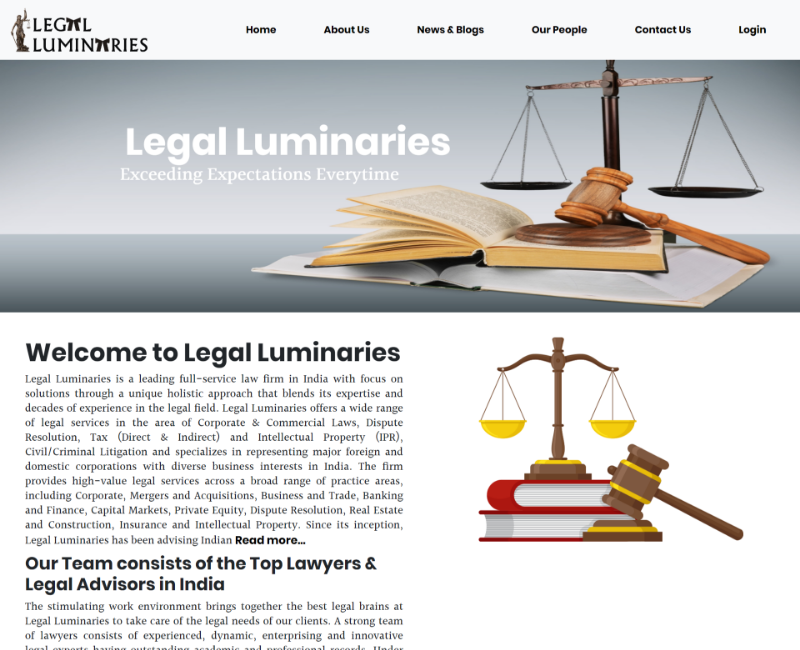 LEGAL
LUMINARIES
Home
About Us
News & Blogs
Our People
Contact Us
Login
Legal Luminaries
Exceeding Expectations Everytime
Welcome to Legal Luminaries
Legal Luminaries is a leading full-service law firm in India with focus on
solutions through a unique holistic approach that blends its expertise and
decades of experience in the legal field. Legal Luminaries offers a wide range
of legal services in the area of Corporate & Commercial Laws, Dispute
Resolution, Tax (Direct & Indirect) and Intellectual Property (IPR),
Civil/Criminal Litigation and specializes in representing major foreign and
domestic corporations with diverse business interests in India. The firm
provides high-value legal services across a broad range of practice areas,
including Corporate, Mergers and Acquisitions, Business and Trade, Banking
and Finance, Capital Markets, Private Equity, Dispute Resolution, Real Estate
and Construction, Insurance and Intellectual Property. Since its inception,
Legal Luminaries has been advising Indian Read more...
Our Team consists of the Top Lawyers &
Legal Advisors in India
The stimulating work environment brings together the best legal brains at
Legal Luminaries to take care of the legal needs of our clients. A strong team
of lawyers consists of experienced, dynamic, enterprising and innovative
legal experts having outstanding academic and professional records. Under